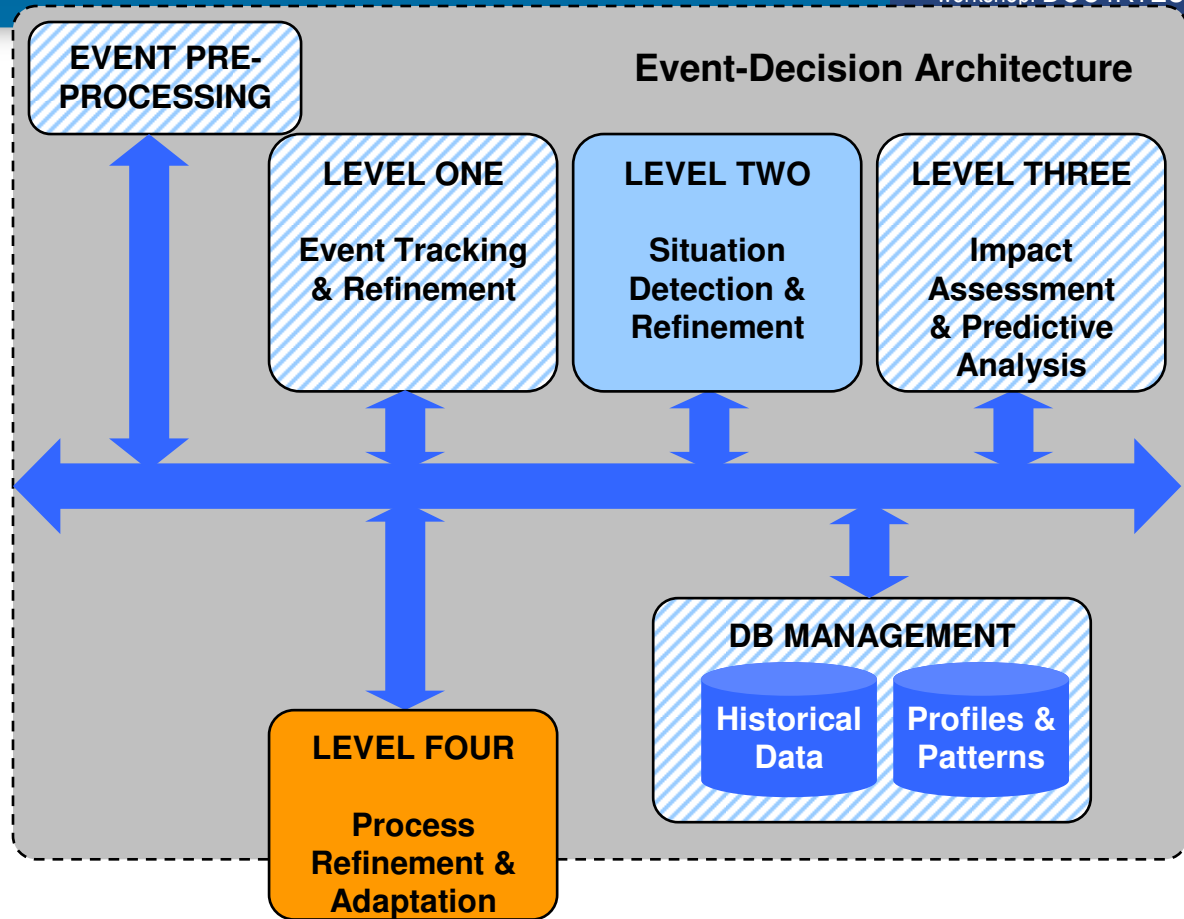 EVENT PRE-
PROCESSING
Event-Decision Architecture
LEVEL ONE
Event Tracking
& Refinement
LEVEL TWO
Situation
Detection &
Refinement
LEVEL THREE
Impact
Assessment
& Predictive
Analysis
DB MANAGEMENT
Historical
Data
Profiles &
Patterns
LEVEL FOUR
Process
Refinement &
Adaptation